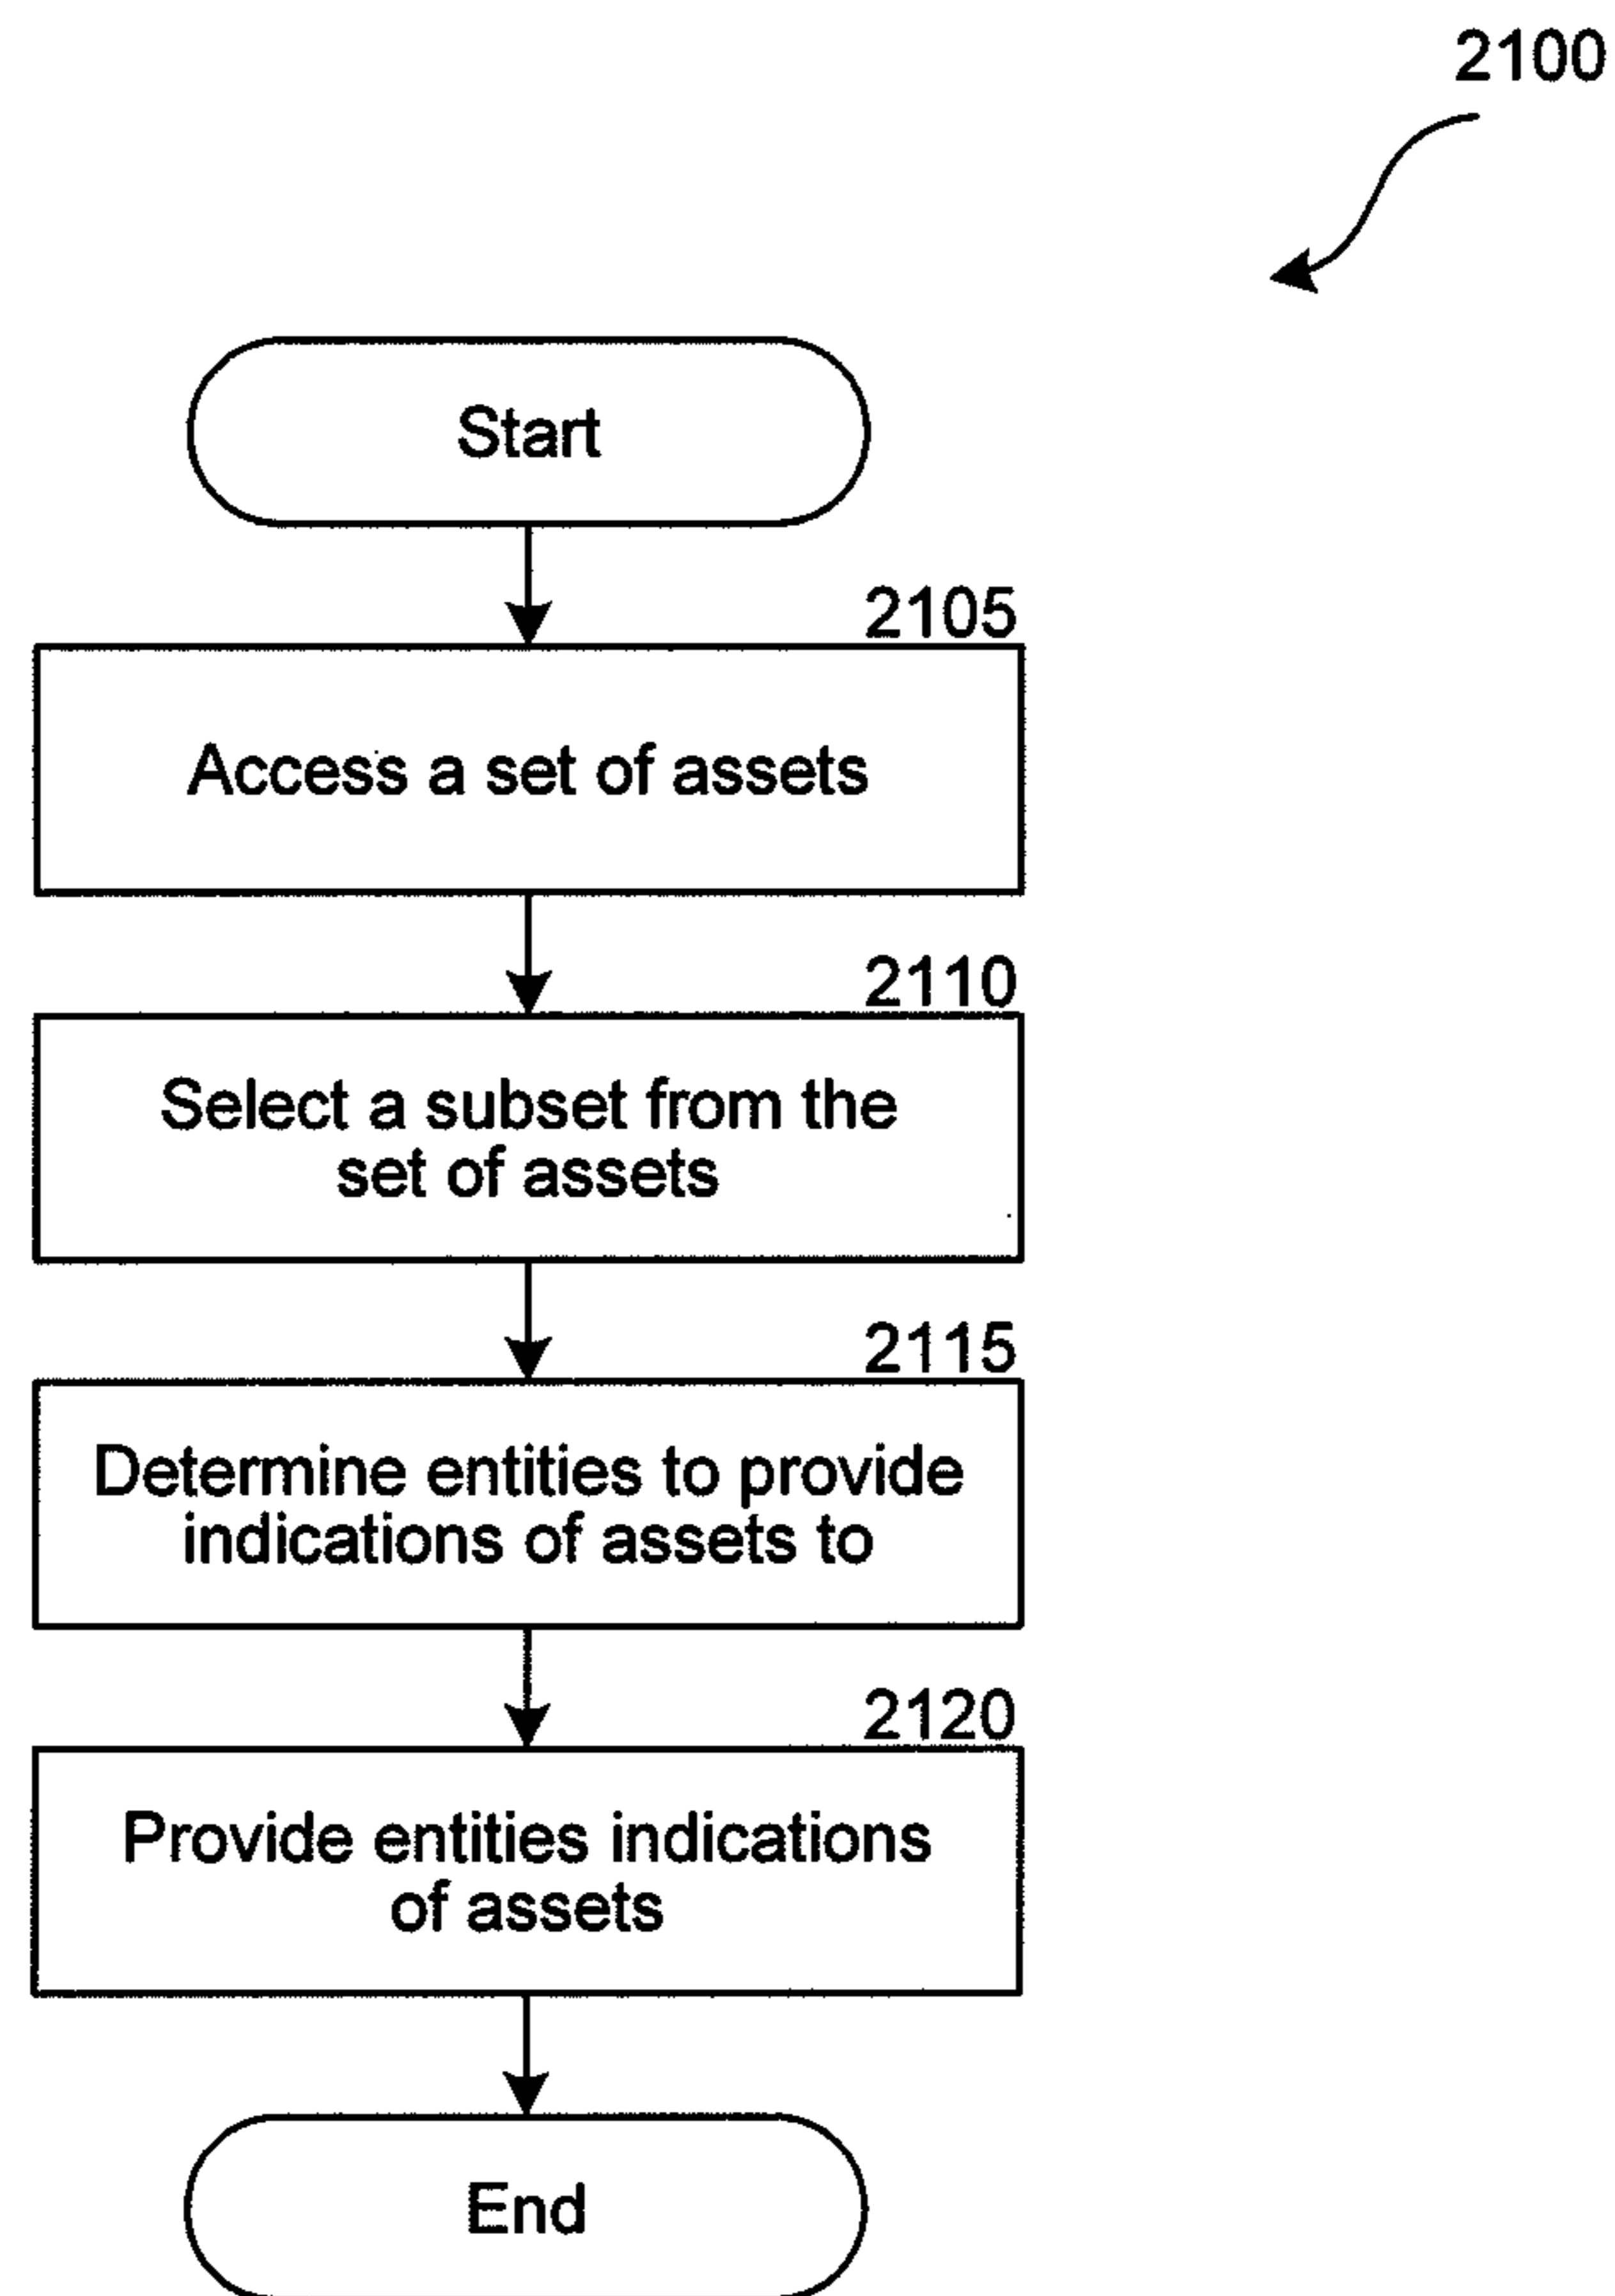 2100
Start
2105
Access a set of assets
2110
Select a subset from the
set of assets
2115
Determine entities to provide
indications of assets to
2120
Provide entities indications
of assets
End